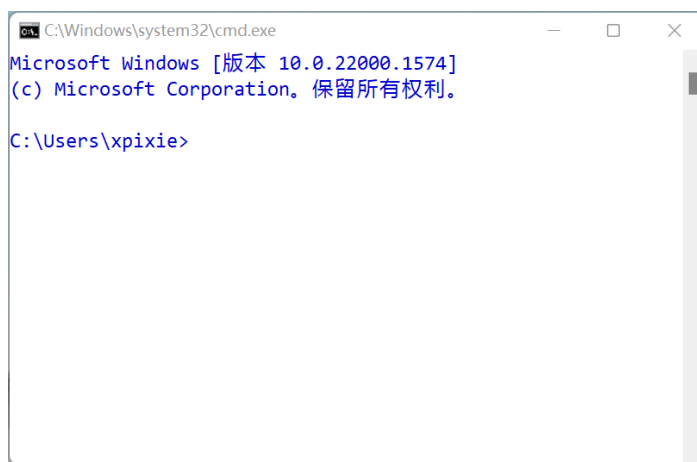 C:\Windows\system32\cmd.exe
Microsoft Windows [版本 10.0.22000.1574]
(c) Microsoft Corporation。保留所有权利。
C:\Users\xpixie>